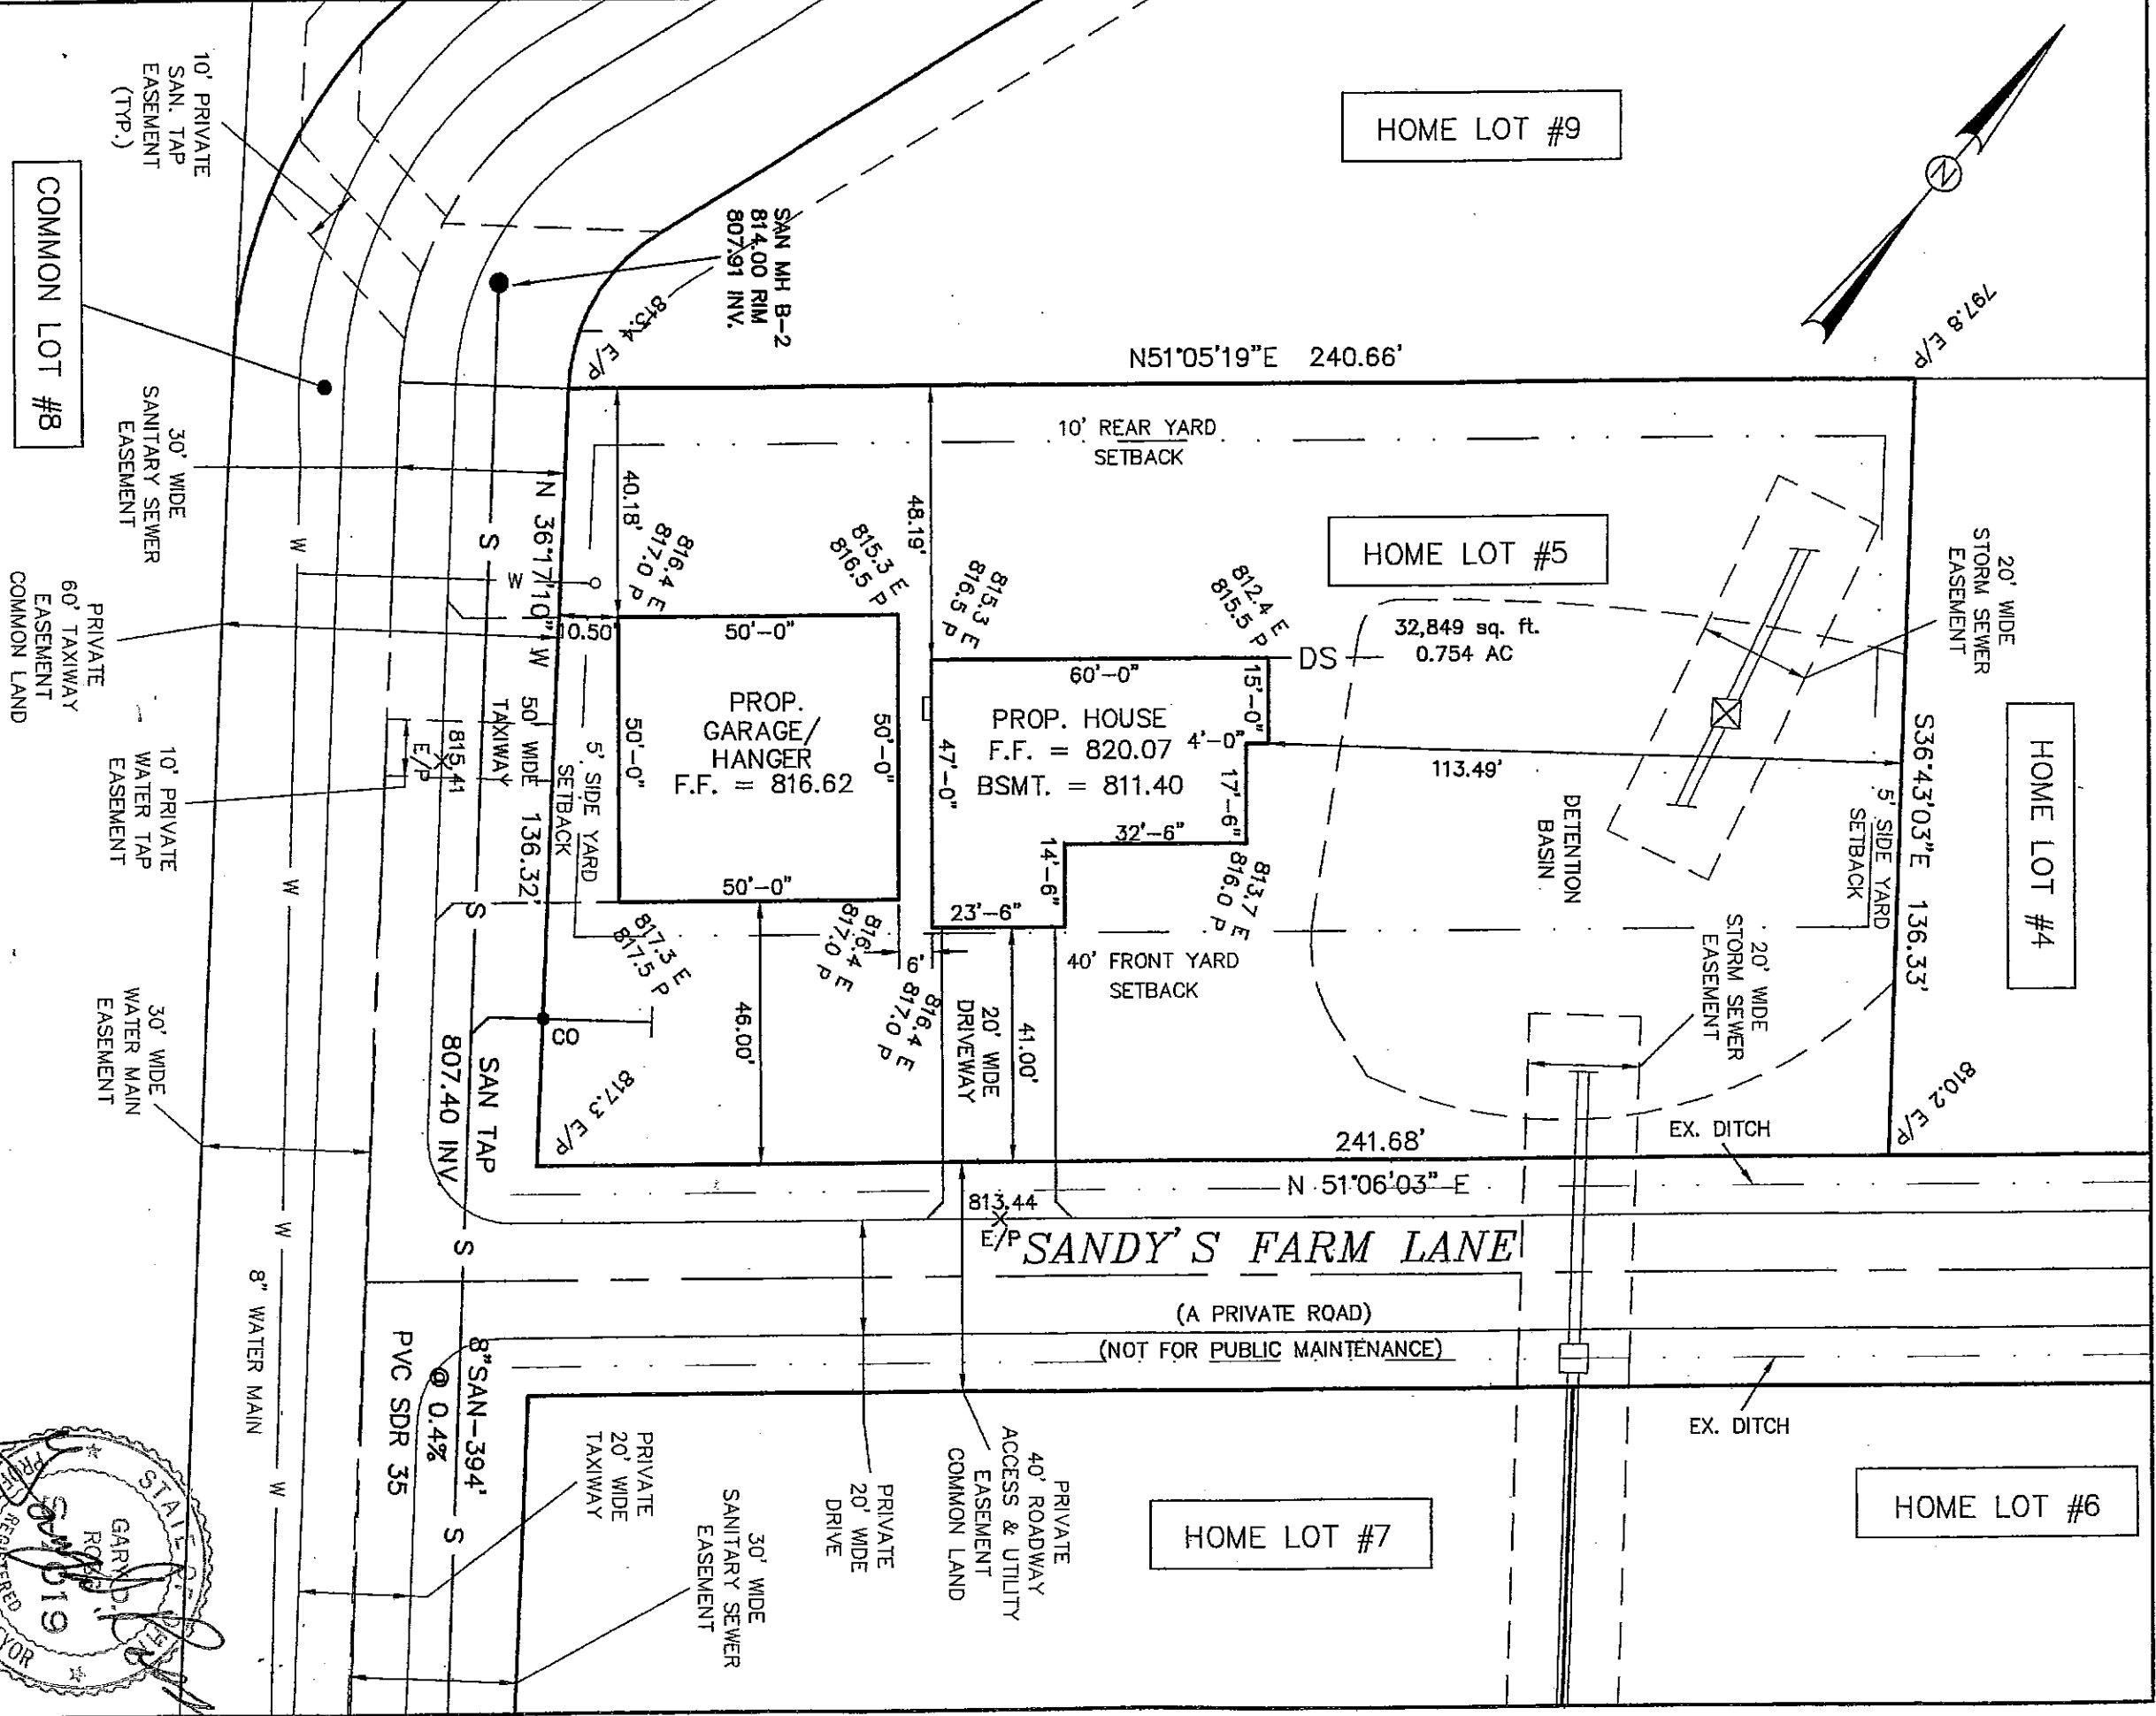 HOME LOT #9
797.8 E/P
10' PRIVATE
SAN. TAP
EASEMENT
(TYP.)
COMMON LOT #8
SAN MH B-2
814.00 RIM
807.91 INV.
813.4 E/P
N51°05'19"E 240.66'
10' REAR YARD
SETBACK
30' WIDE
SANITARY SEWER
EASEMENT
N 36°17'10" W 136.32'
40.18'
48.19'
816.4 E
817.0 P
815.3 E
816.5 P
815.3 E
816.5 P
812.4 E
815.5 P
HOME LOT #5
32,849 sq. ft.
0.754 AC
20' WIDE
STORM SEWER
EASEMENT
HOME LOT #4
S36°43'03"E 136.33'
DS
S
W
W
10.50'
50'-0"
50'-0"
50'-0"
50'-0"
PROP.
GARAGE/
HANGER
F.F. = 816.62
60'-0"
15'-0"
4'-0"
17'-6"
32'-6"
14'-6"
23'-6"
47'-0"
PROP. HOUSE
F.F. = 820.07
BSMT. = 811.40
113.49'
DETENTION
BASIN
5' SIDE YARD
SETBACK
PRIVATE
60' TAXIWAY
EASEMENT
COMMON LAND
10' PRIVATE
WATER TAP
EASEMENT
815.41
E/P
50' WIDE
TAXIWAY
5' SIDE YARD
SETBACK
W
S
817.3 E
817.5 P
816.4 E
817.0 P
6'
816.4 E
817.0 P
813.7 E
816.0 P
40' FRONT YARD
SETBACK
20' WIDE
STORM SEWER
EASEMENT
810.2 E/P
30' WIDE
WATER MAIN
EASEMENT
CO
SAN TAP
807.40 INV
817.3 E/P
46.00'
20' WIDE
DRIVEWAY
41.00'
241.68'
N 51°06'03" E
EX. DITCH
813.44
E/P
SANDY'S FARM LANE
(A PRIVATE ROAD)
(NOT FOR PUBLIC MAINTENANCE)
W
S
8" WATER MAIN
8"SAN-394'
@ 0.4%
PVC SDR 35
W
S
PRIVATE
20' WIDE
TAXIWAY
30' WIDE
SANITARY SEWER
EASEMENT
PRIVATE
20' WIDE
DRIVE
PRIVATE
40' ROADWAY
ACCESS & UTILITY
EASEMENT
COMMON LAND
EX. DITCH
HOME LOT #7
HOME LOT #6
N
STATE OF
GARY D.